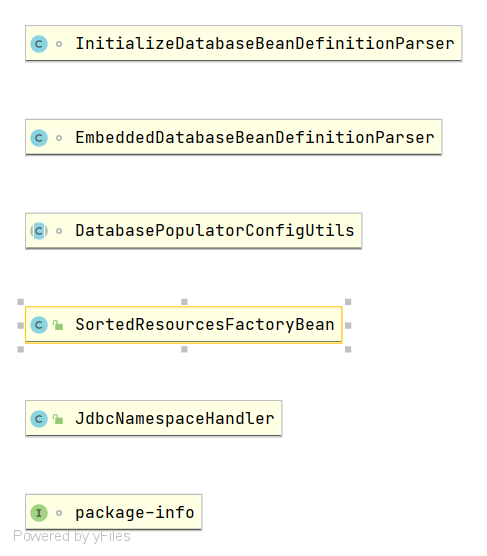 C InitializeDatabaseBeanDefinitionParser
C EmbeddedDatabaseBeanDefinitionParser
C DatabasePopulatorConfigUtils
C SortedResourcesFactoryBean
C JdbcNamespaceHandler
I package-info
Powered by yFiles